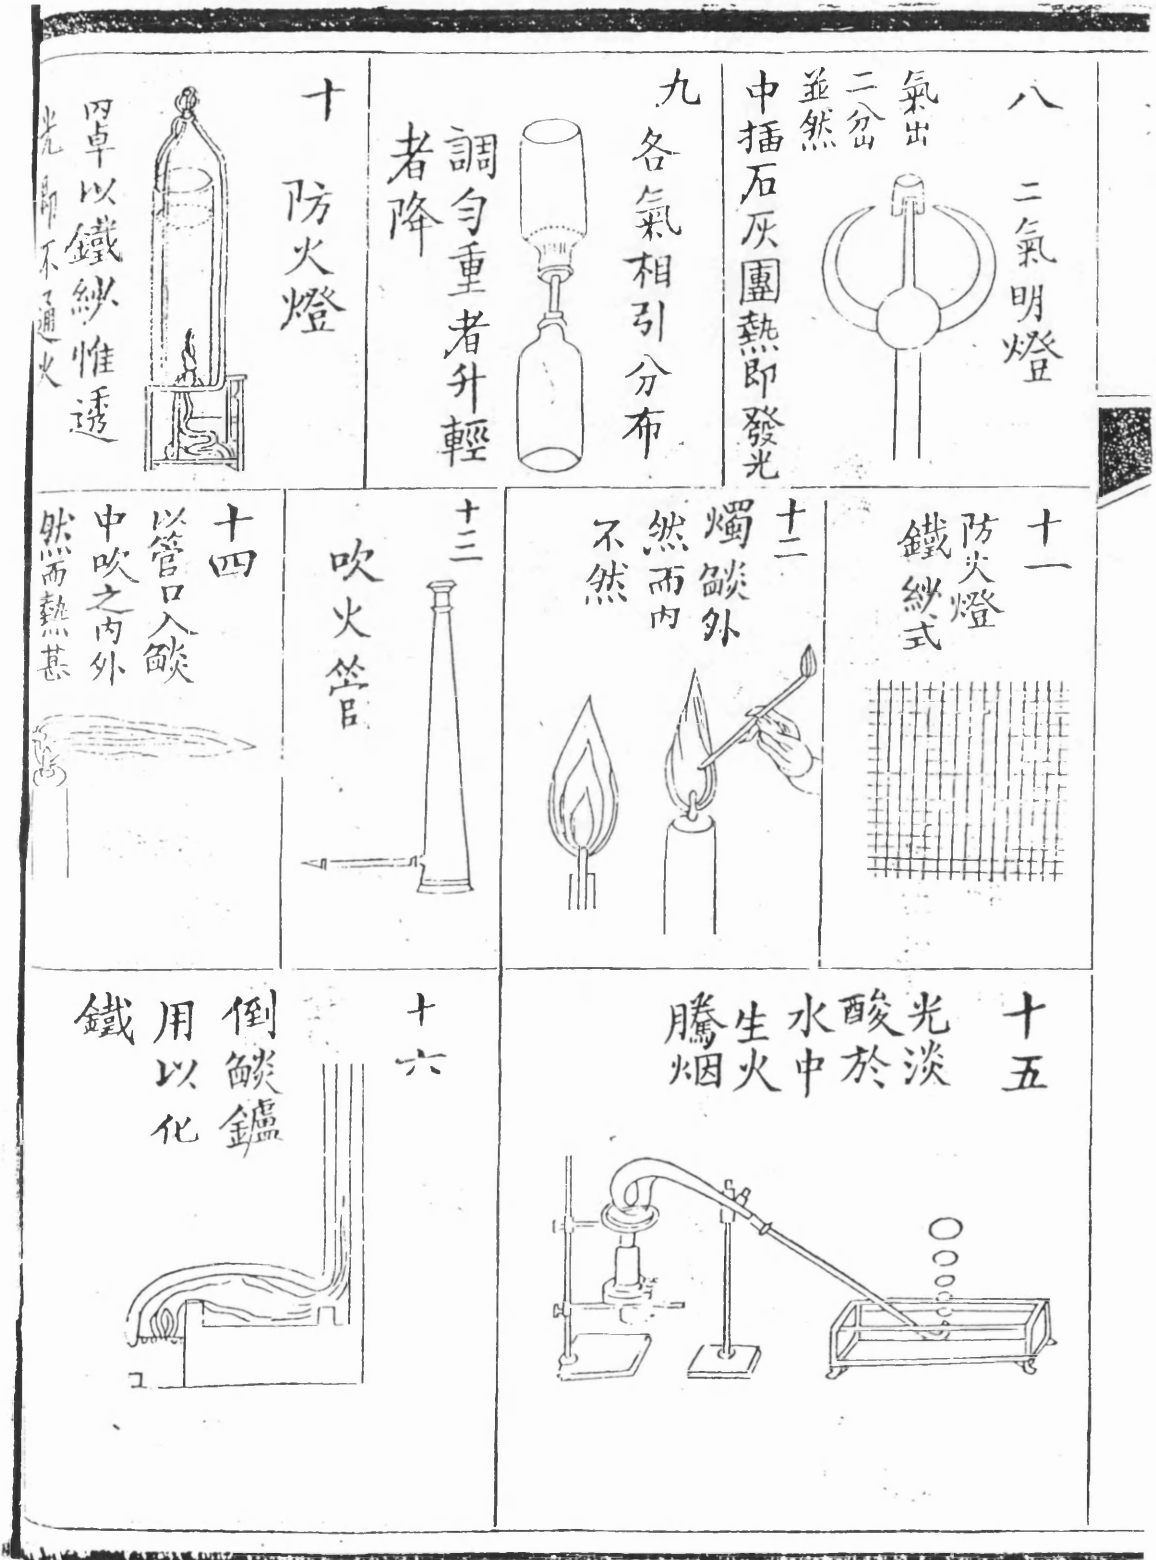 八
二氣明燈
氣出
二岔
並然
中插石灰團熱即發光
九
各氣相引分布
調勻重者升輕
者降
十
防火燈
內卓以鐵紗惟透
光而不通火
十一
防火燈
鐵紗式
十二
燭燄外
然而內
不然
十三
吹火管
十四
以管口入燄
中吹之內外
然而熱甚
十五
光淡
酸於
水中
生火
騰烟
十六
倒燄鑪
用以化
鐵